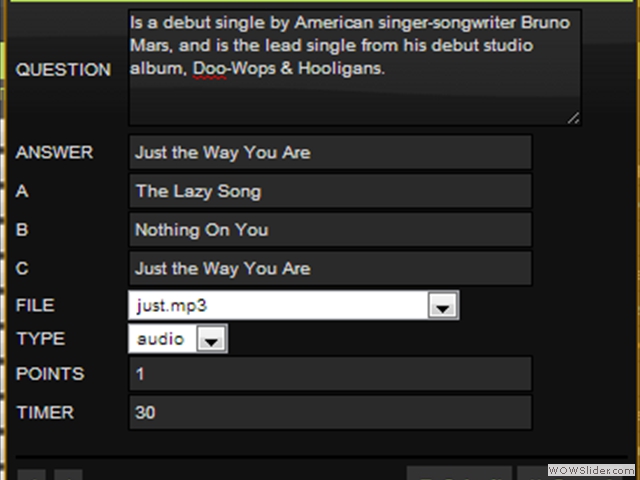 QUESTION
Is a debut single by American singer-songwriter Bruno
Mars, and is the lead single from his debut studio
album, Doo-Wops & Hooligans.
ANSWER Just the Way You Are
A The Lazy Song
B Nothing On You
C Just the Way You Are
FILE just.mp3
TYPE audio
POINTS 1
TIMER 30
WOWSlider.com